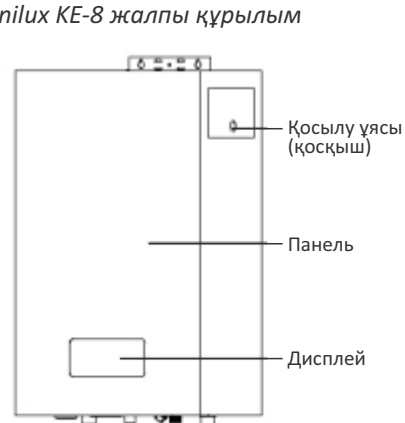 nilux KE-8 жалпы құрылым
Қосылу ұясы
(қосқыш)
Панель
Дисплей